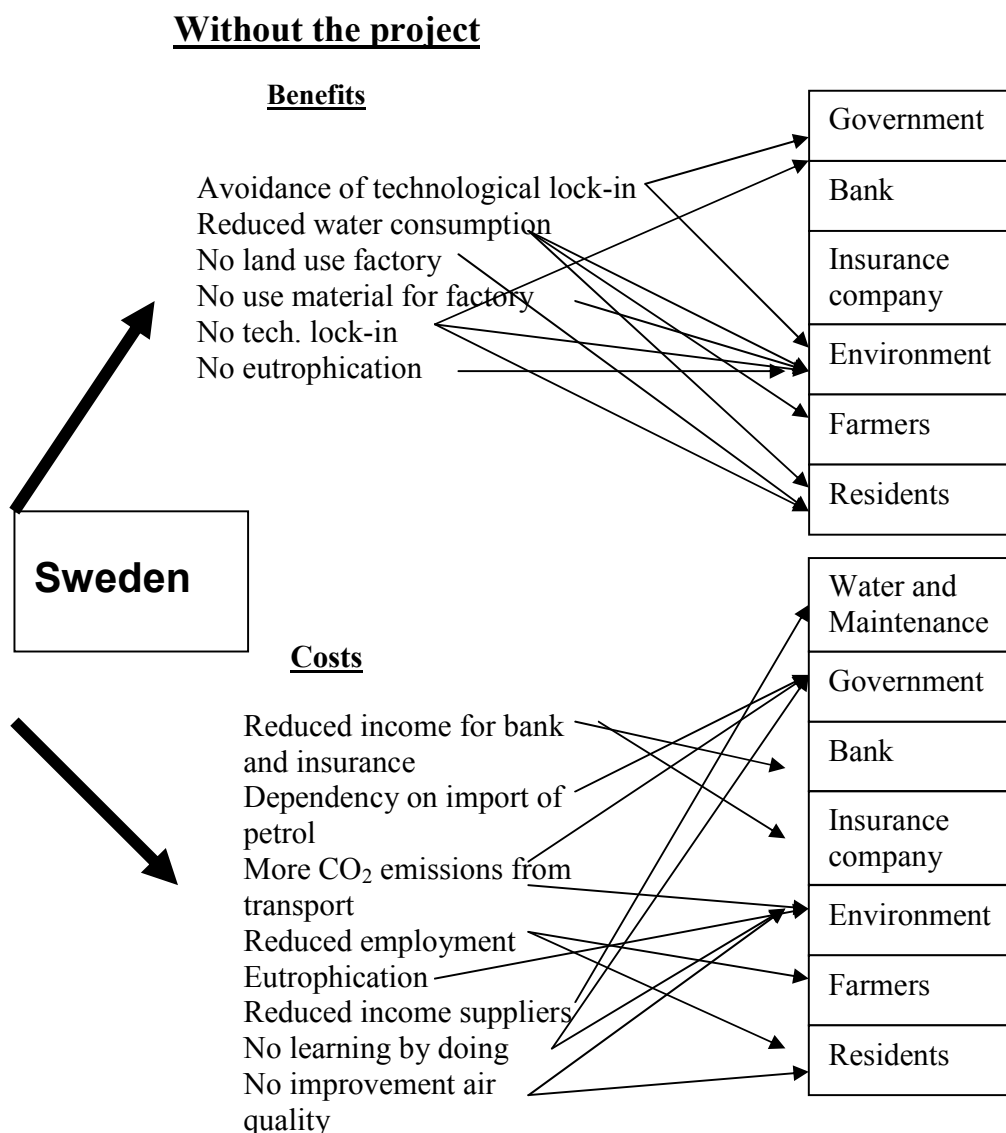 Without the project
Benefits
Avoidance of technological lock-in
Reduced water consumption
No land use factory
No use material for factory
No tech. lock-in
No eutrophication
Government
Bank
Insurance
company
Environment
Farmers
Residents
Sweden
Costs
Reduced income for bank
and insurance
Dependency on import of
petrol
More CO₂ emissions from
transport
Reduced employment
Eutrophication
Reduced income suppliers
No learning by doing
No improvement air
quality
Water and
Maintenance
Government
Bank
Insurance
company
Environment
Farmers
Residents